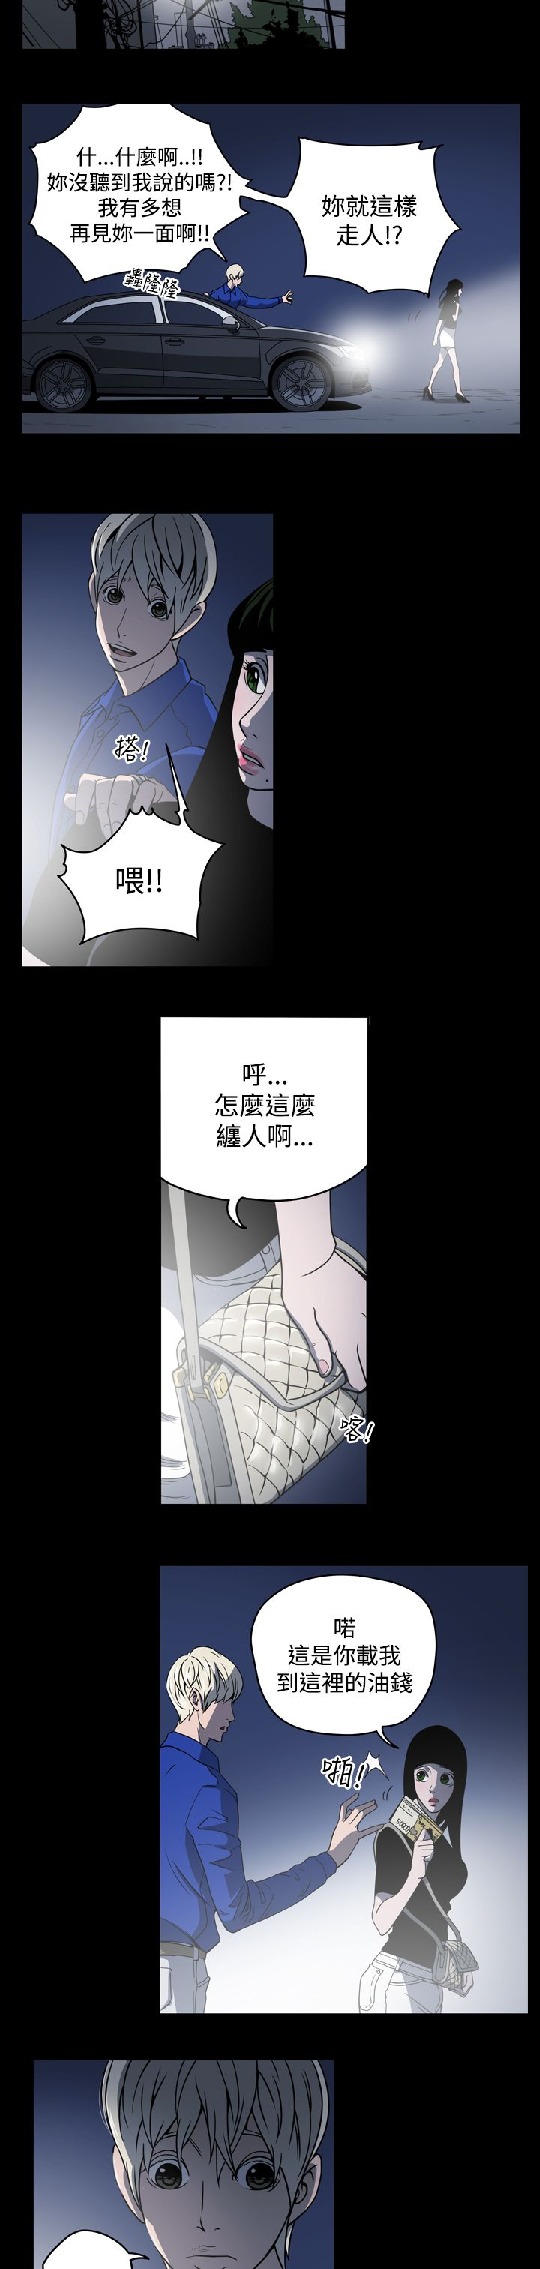 什...什麼啊..!!
妳沒聽到我說的嗎?!
我有多想
再見妳一面啊!!
妳就這樣
走人!?
轟隆隆
搭!
喂!!
呼...
怎麼這麼
纏人啊...
喀!
喏
這是你載我
到這裡的油錢
啪!